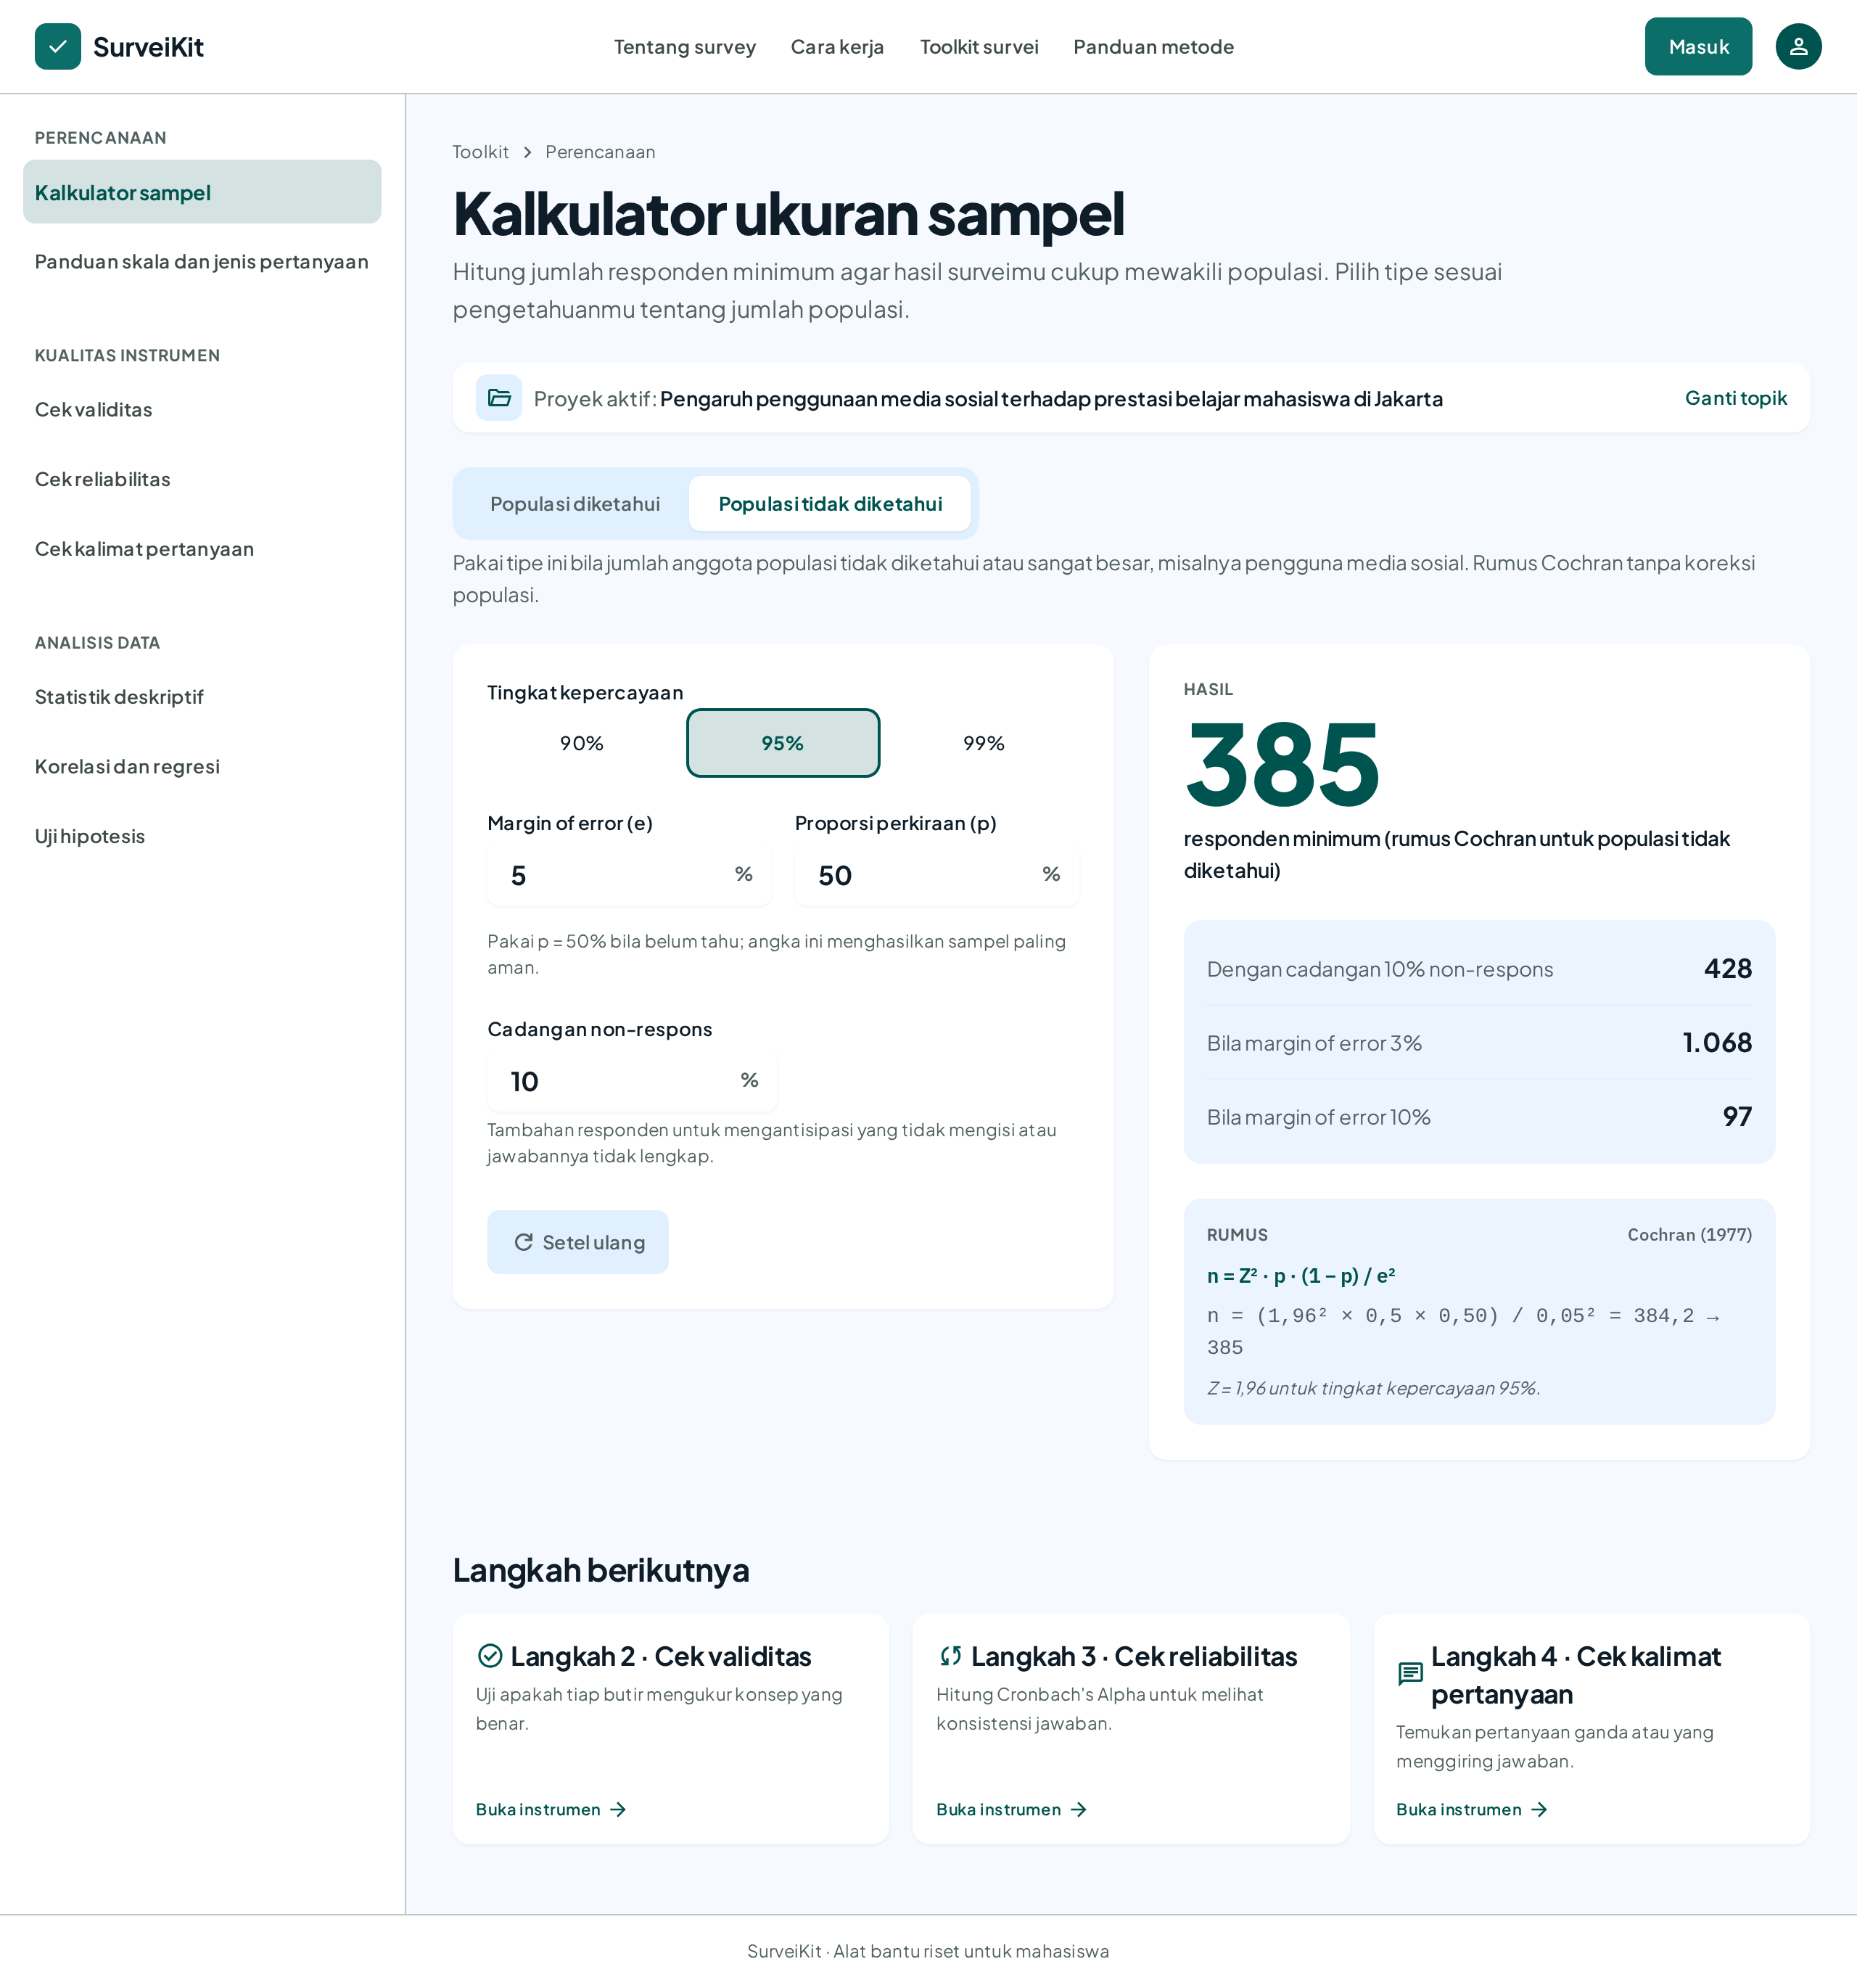 SurveiKit
Tentang survey
Cara kerja
Toolkit survei
Panduan metode
Masuk
PERENCANAAN
Kalkulator sampel
Panduan skala dan jenis pertanyaan
KUALITAS INSTRUMEN
Cek validitas
Cek reliabilitas
Cek kalimat pertanyaan
ANALISIS DATA
Statistik deskriptif
Korelasi dan regresi
Uji hipotesis
Toolkit > Perencanaan
Kalkulator ukuran sampel
Hitung jumlah responden minimum agar hasil surveimu cukup mewakili populasi. Pilih tipe sesuai
pengetahuanmu tentang jumlah populasi.
Proyek aktif: Pengaruh penggunaan media sosial terhadap prestasi belajar mahasiswa di Jakarta
Ganti topik
Populasi diketahui
Populasi tidak diketahui
Pakai tipe ini bila jumlah anggota populasi tidak diketahui atau sangat besar, misalnya pengguna media sosial. Rumus Cochran tanpa koreksi
populasi.
Tingkat kepercayaan
90%
95%
99%
Margin of error (e)
5 %
Proporsi perkiraan (p)
50 %
Pakai p = 50% bila belum tahu; angka ini menghasilkan sampel paling
aman.
Cadangan non-respons
10 %
Tambahan responden untuk mengantisipasi yang tidak mengisi atau
jawabannya tidak lengkap.
Setel ulang
HASIL
385
responden minimum (rumus Cochran untuk populasi tidak
diketahui)
Dengan cadangan 10% non-respons 428
Bila margin of error 3% 1.068
Bila margin of error 10% 97
RUMUS
Cochran (1977)
n = Z² · p · (1 − p) / e²
n = (1,96² × 0,5 × 0,50) / 0,05² = 384,2 →
385
Z = 1,96 untuk tingkat kepercayaan 95%.
Langkah berikutnya
Langkah 2 · Cek validitas
Uji apakah tiap butir mengukur konsep yang
benar.
Buka instrumen →
Langkah 3 · Cek reliabilitas
Hitung Cronbach's Alpha untuk melihat
konsistensi jawaban.
Buka instrumen →
Langkah 4 · Cek kalimat
pertanyaan
Temukan pertanyaan ganda atau yang
menggiring jawaban.
Buka instrumen →
SurveiKit · Alat bantu riset untuk mahasiswa